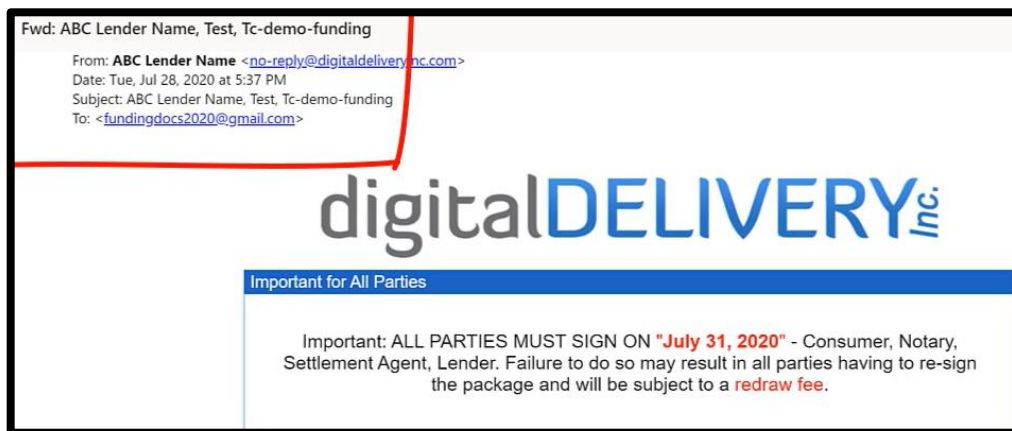 Fwd: ABC Lender Name, Test, Tc-demo-funding
From: ABC Lender Name <no-reply@digitaldeliveryinc.com>
Date: Tue, Jul 28, 2020 at 5:37 PM
Subject: ABC Lender Name, Test, Tc-demo-funding
To: <fundingdocs2020@gmail.com>
digitalDELIVERY Inc.
Important for All Parties
Important: ALL PARTIES MUST SIGN ON "July 31, 2020" - Consumer, Notary,
Settlement Agent, Lender. Failure to do so may result in all parties having to re-sign
the package and will be subject to a redraw fee.